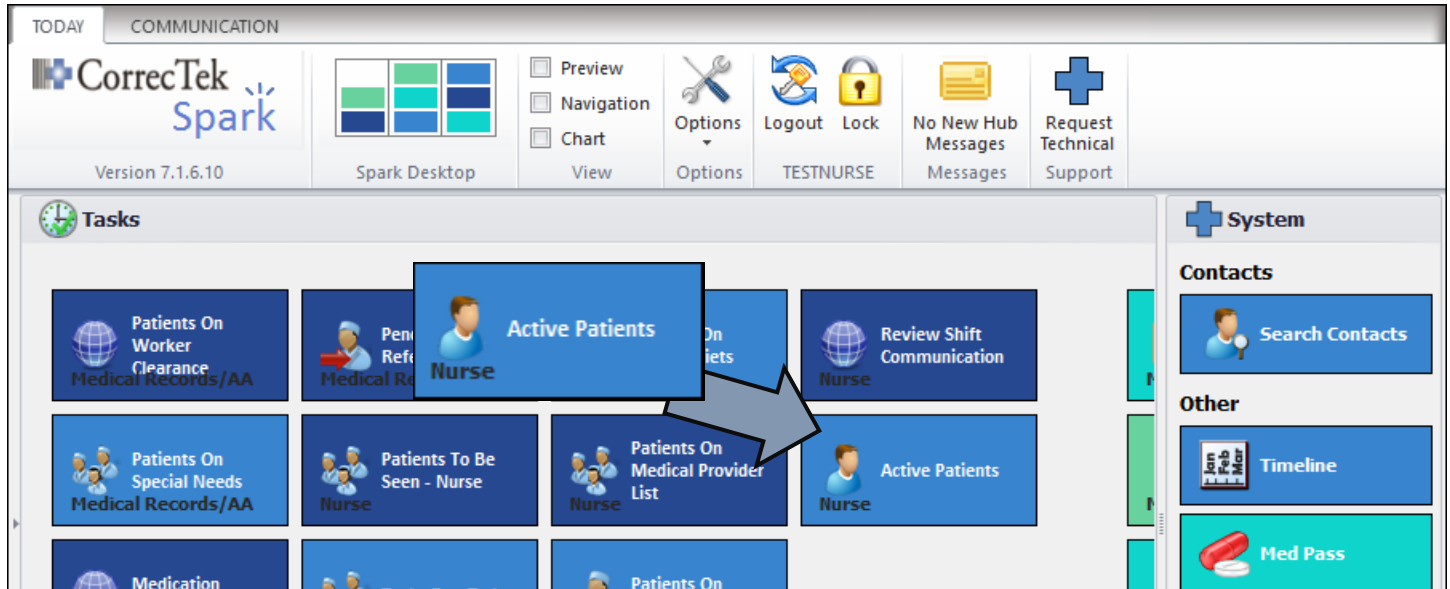 TODAY
COMMUNICATION
CorrecTek
Spark
Version 7.1.6.10
Spark Desktop
Preview
Navigation
Chart
View
Options
Options
Logout
Lock
TESTNURSE
No New Hub
Messages
Messages
Request
Technical
Support
Tasks
Patients On
Worker
Clearance
Medical Records/AA
Active Patients
Nurse
On
Review Shift
Communication
Nurse
Patients On
Special Needs
Medical Records/AA
Patients To Be
Seen - Nurse
Nurse
Patients On
Medical Provider
List
Nurse
Active Patients
Nurse
Medication
Patients On
System
Contacts
Search Contacts
Other
Jan
Feb
Mar
Timeline
Med Pass